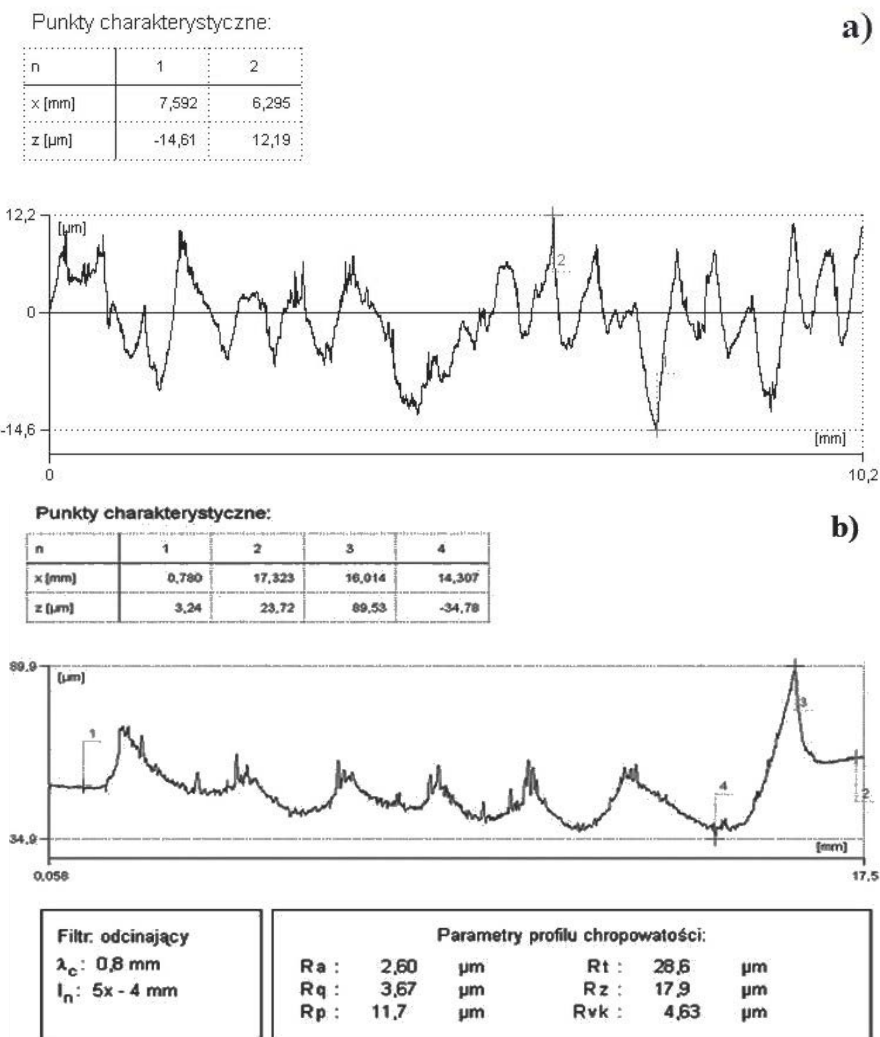 Punkty charakterystyczne:
a)
n 1 2
x [mm] 7,592 6,295
z [µm] -14,61 12,19
12,2
[µm]
2
0
1
-14,6
[mm]
0 10,2
Punkty charakterystyczne:
b)
n 1 2 3 4
x [mm] 0,780 17,323 16,014 14,307
z [µm] 3,24 23,72 89,53 -34,78
89,9
[µm]
1
3
4
2
34,9
[mm]
0,058 17,5
Filtr: odcinający
λc: 0,8 mm
ln: 5x - 4 mm
Parametry profilu chropowatości:
Ra : 2,60 µm Rt : 28,6 µm
Rq : 3,67 µm Rz : 17,9 µm
Rp : 11,7 µm Rvk : 4,63 µm